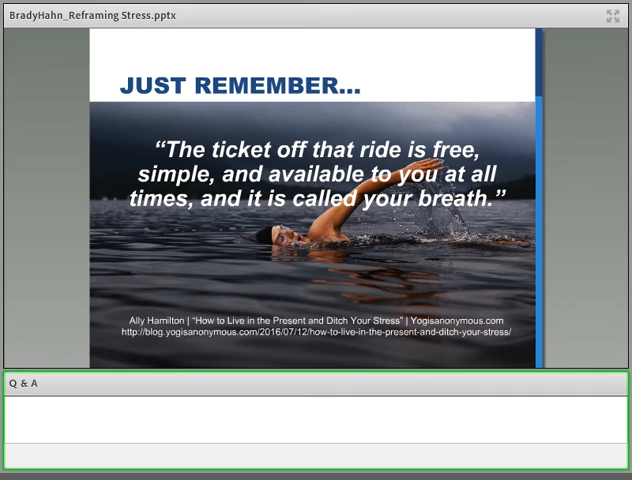 BradyHahn_Reframing Stress.pptx
JUST REMEMBER...
“The ticket off that ride is free,
simple, and available to you at all
times, and it is called your breath.”
Ally Hamilton | “How to Live in the Present and Ditch Your Stress” | Yogisanonymous.com
http://blog.yogisanonymous.com/2016/07/12/how-to-live-in-the-present-and-ditch-your-stress/
Q & A